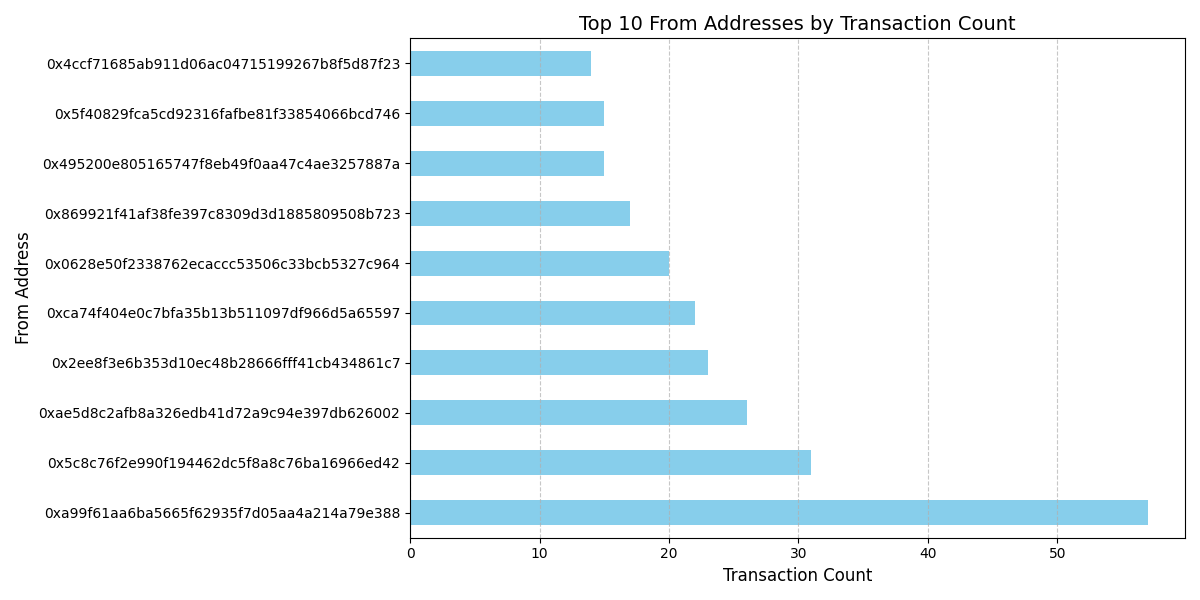 Top 10 From Addresses by Transaction Count
0x4ccf71685ab911d06ac04715199267b8f5d87f23
0x5f40829fca5cd92316fafbe81f33854066bcd746
0x495200e805165747f8eb49f0aa47c4ae3257887a
0x869921f41af38fe397c8309d3d1885809508b723
0x0628e50f2338762ecaccc53506c33bcb5327c964
0xca74f404e0c7bfa35b13b511097df966d5a65597
0x2ee8f3e6b353d10ec48b28666fff41cb434861c7
0xae5d8c2afb8a326edb41d72a9c94e397db626002
0x5c8c76f2e990f194462dc5f8a8c76ba16966ed42
0xa99f61aa6ba5665f62935f7d05aa4a214a79e388
From Address
0 10 20 30 40 50
Transaction Count